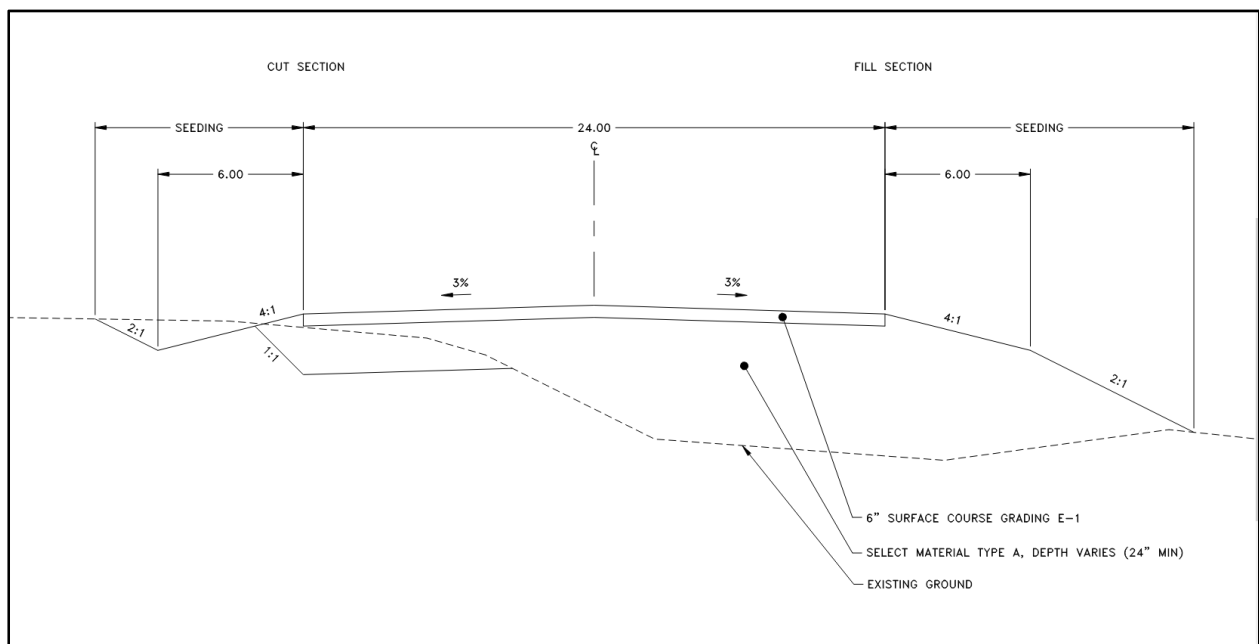 CUT SECTION
FILL SECTION
SEEDING
24.00
SEEDING
℄
6.00
6.00
3%
3%
4:1
4:1
2:1
1:1
2:1
6” SURFACE COURSE GRADING E-1
SELECT MATERIAL TYPE A, DEPTH VARIES (24” MIN)
EXISTING GROUND